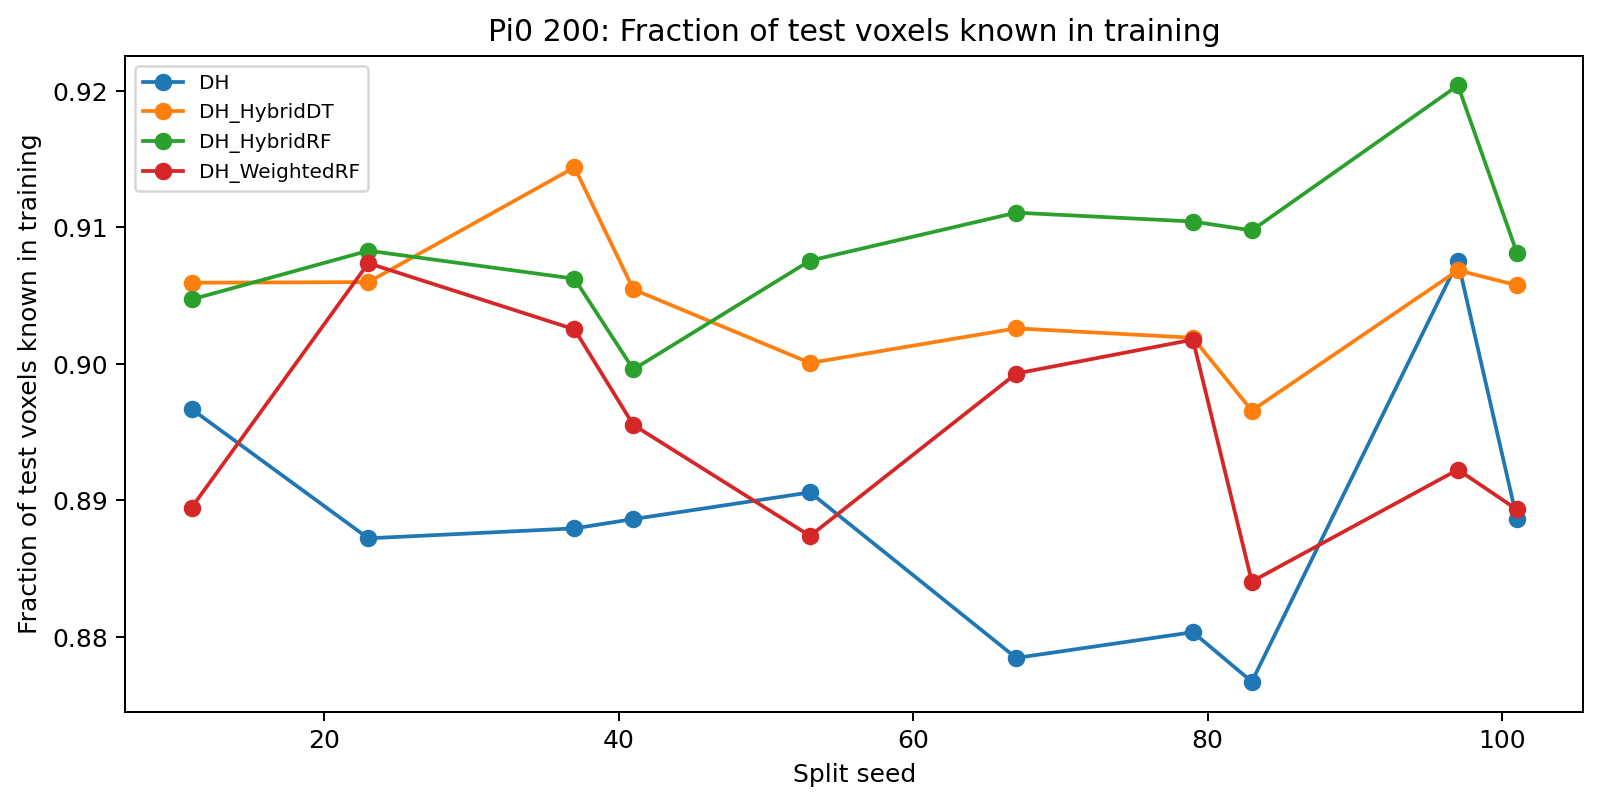 Pi0 200: Fraction of test voxels known in training
DH
DH_HybridDT
DH_HybridRF
DH_WeightedRF
Fraction of test voxels known in training
0.92
0.91
0.90
0.89
0.88
20 40 60 80 100
Split seed